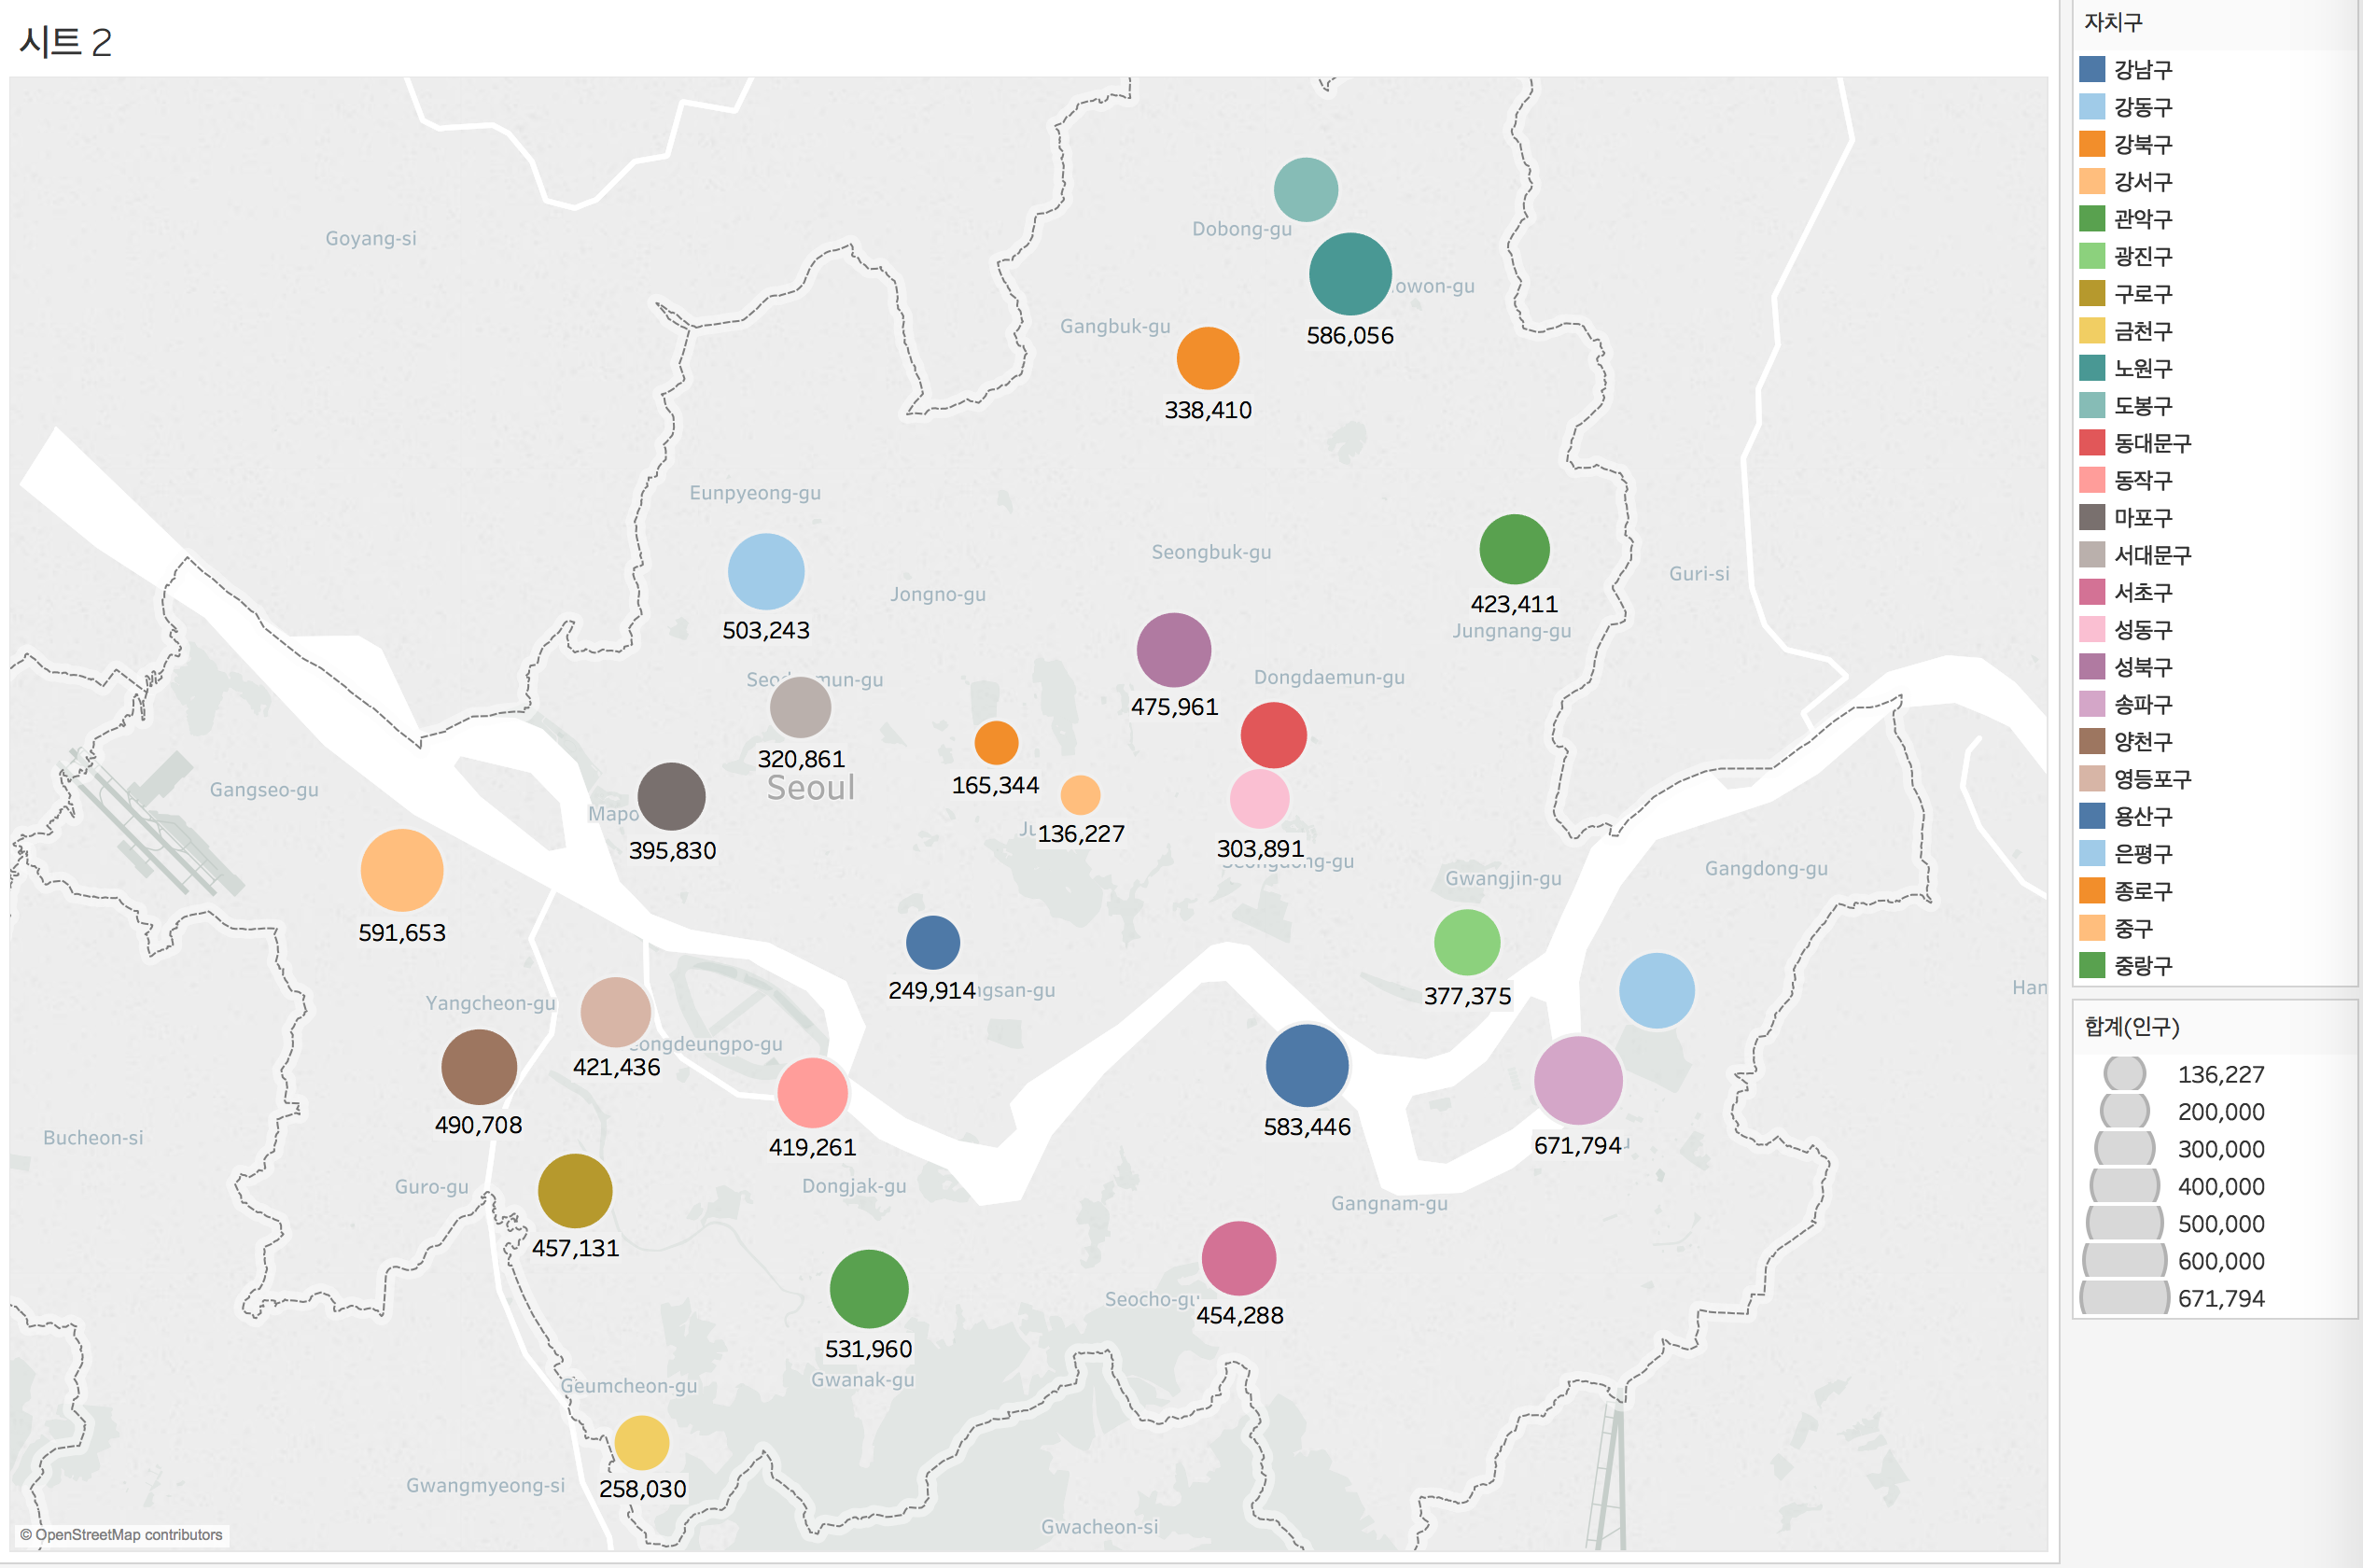 시트 2
Goyang-si
Dobong-gu
owon-gu
586,056
Gangbuk-gu
338,410
Eunpyeong-gu
503,243
Seongbuk-gu
Jongno-gu
Guri-si
423,411
Jungnang-gu
475,961
Dongdaemun-gu
320,861
Seoul
165,344
136,227
Gangseo-gu
Mapo
395,830
303,891
Gwangjin-gu
Gangdong-gu
591,653
249,914
377,375
Han
Yangcheon-gu
421,436
ongdeungpo-gu
490,708
419,261
583,446
671,794
Bucheon-si
Guro-gu
Dongjak-gu
Gangnam-gu
457,131
Seocho-gu
454,288
531,960
Gwanak-gu
Geumcheon-gu
258,030
Gwangmyeong-si
Gwacheon-si
© OpenStreetMap contributors
자치구
강남구
강동구
강북구
강서구
관악구
광진구
구로구
금천구
노원구
도봉구
동대문구
동작구
마포구
서대문구
서초구
성동구
성북구
송파구
양천구
영등포구
용산구
은평구
종로구
중구
중랑구
합계(인구)
136,227
200,000
300,000
400,000
500,000
600,000
671,794